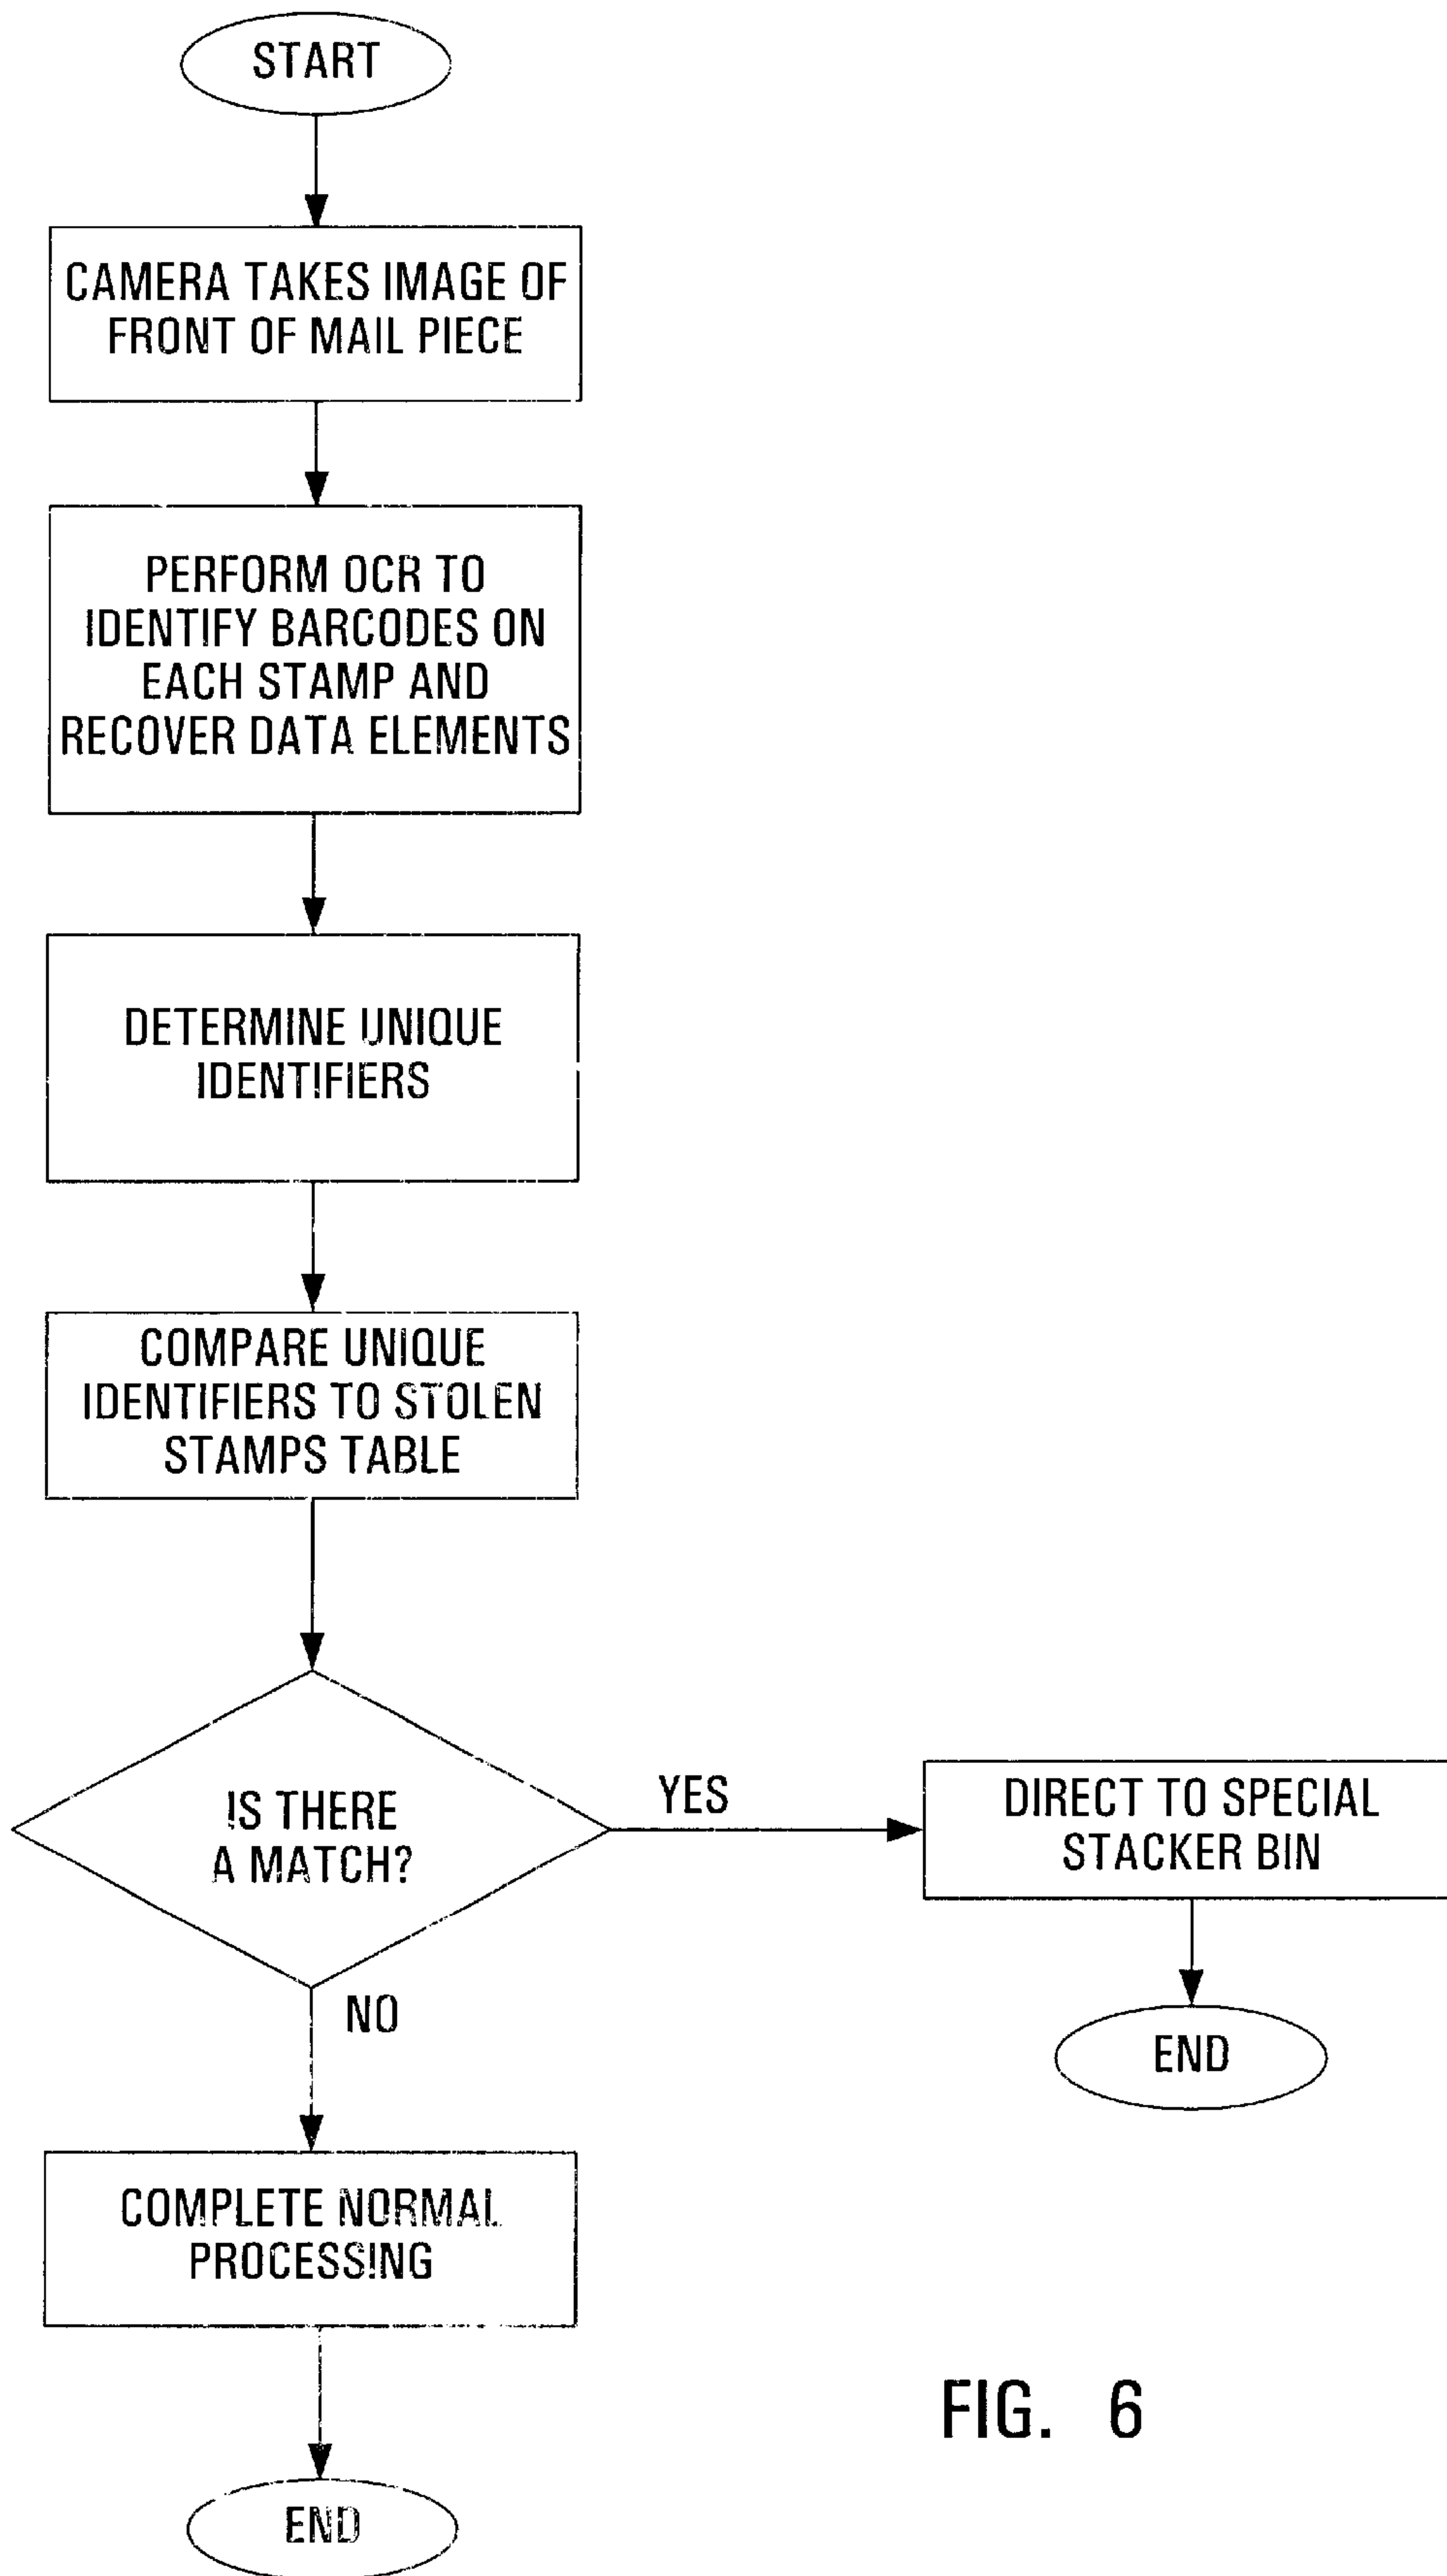 START
CAMERA TAKES IMAGE OF
FRONT OF MAIL PIECE
PERFORM OCR TO
IDENTIFY BARCODES ON
EACH STAMP AND
RECOVER DATA ELEMENTS
DETERMINE UNIQUE
IDENTIFIERS
COMPARE UNIQUE
IDENTIFIERS TO STOLEN
STAMPS TABLE
IS THERE
A MATCH?
YES
DIRECT TO SPECIAL
STACKER BIN
END
NO
COMPLETE NORMAL
PROCESSING
END
FIG. 6